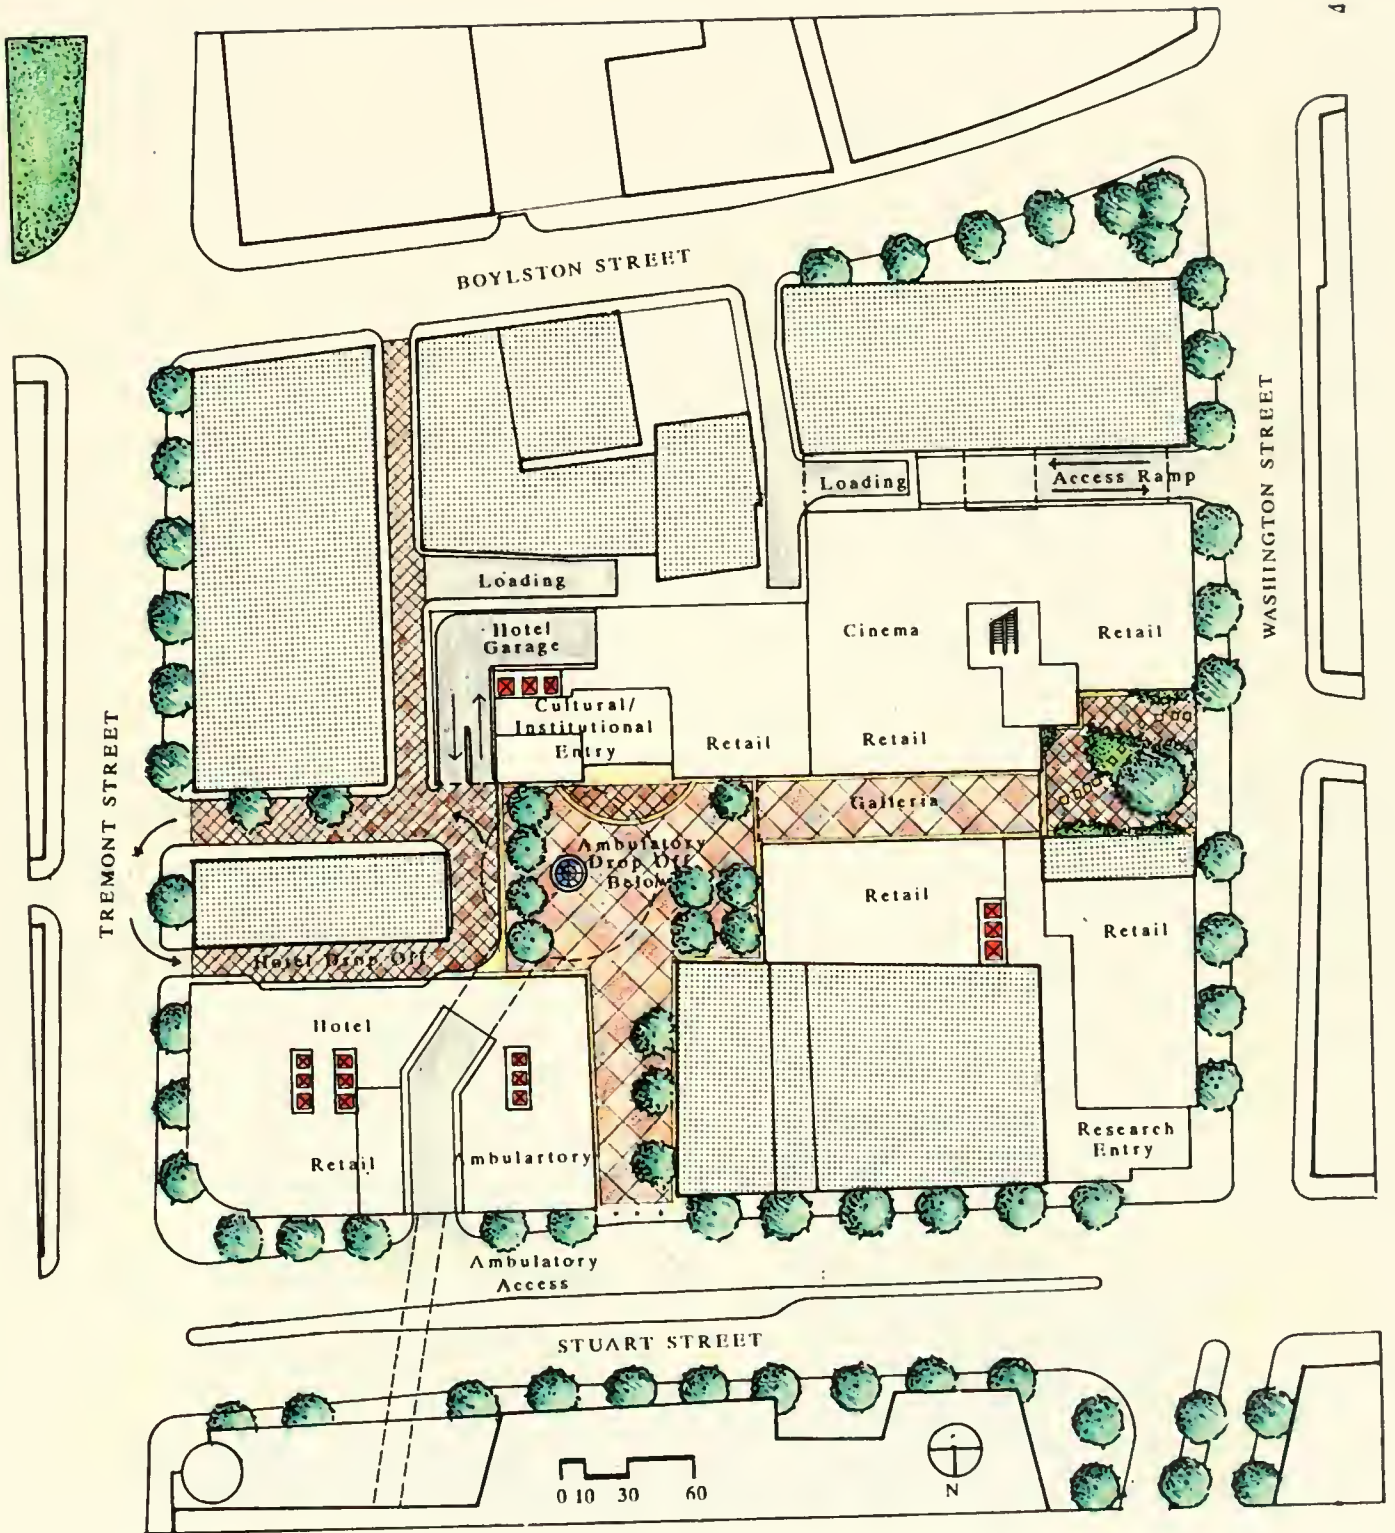 4
BOYLSTON STREET
WASHINGTON STREET
TREMONT STREET
Loading
Access Ramp
Loading
Hotel
Garage
Cinema
Retail
Cultural/
Institutional
Entry
Retail
Retail
Galleria
Ambulatory
Drop Off
Below
Retail
Retail
Hotel Drop Off
Hotel
Retail
Ambulartory
Research
Entry
Ambulatory
Access
STUART STREET
0 10 30 60
N